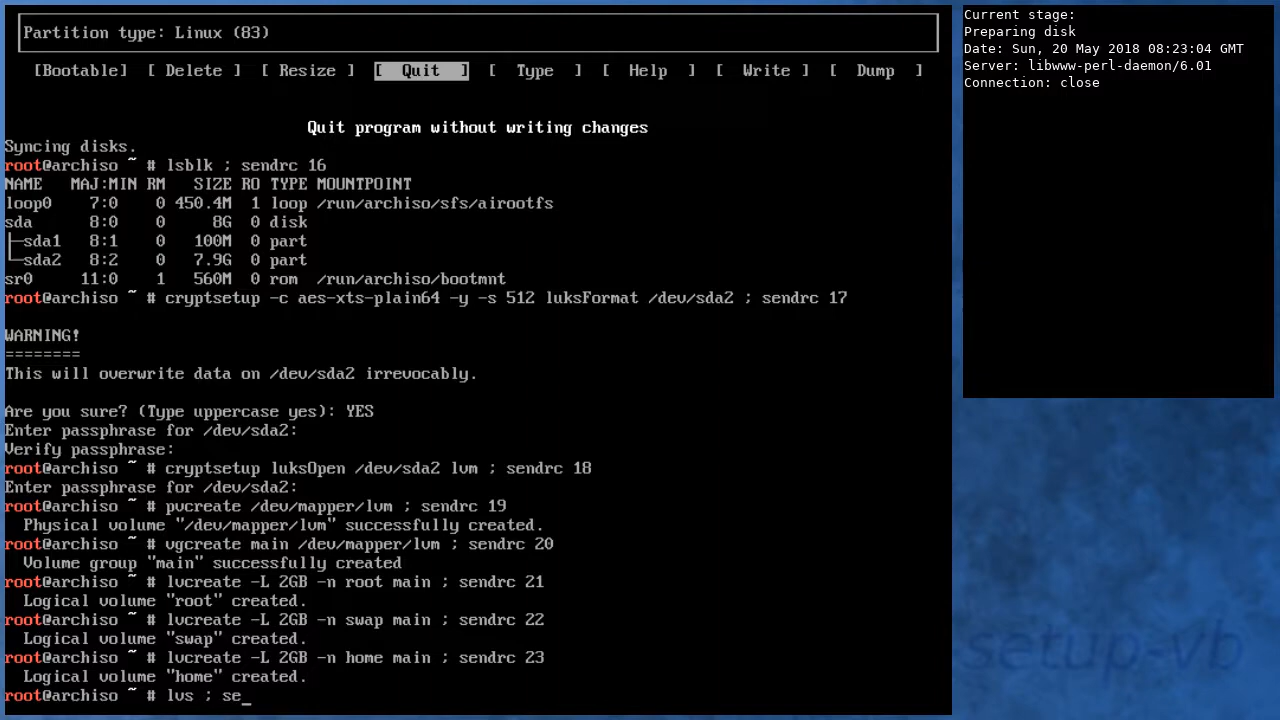 Partition type: Linux (83)
[Bootable] [ Delete ] [ Resize ] [ Quit ] [ Type ] [ Help ] [ Write ] [ Dump ]
Quit program without writing changes
Syncing disks.
root@archiso ~ # lsblk ; sendrc 16
NAME MAJ:MIN RM SIZE RO TYPE MOUNTPOINT
loop0 7:0 0 450.4M 1 loop /run/archiso/sfs/airootfs
sda 8:0 0 8G 0 disk
├─sda1 8:1 0 100M 0 part
└─sda2 8:2 0 7.9G 0 part
sr0 11:0 1 560M 0 rom /run/archiso/bootmnt
root@archiso ~ # cryptsetup -c aes-xts-plain64 -y -s 512 luksFormat /dev/sda2 ; sendrc 17
WARNING!
========
This will overwrite data on /dev/sda2 irrevocably.
Are you sure? (Type uppercase yes): YES
Enter passphrase for /dev/sda2:
Verify passphrase:
root@archiso ~ # cryptsetup luksOpen /dev/sda2 lvm ; sendrc 18
Enter passphrase for /dev/sda2:
root@archiso ~ # pvcreate /dev/mapper/lvm ; sendrc 19
Physical volume "/dev/mapper/lvm" successfully created.
root@archiso ~ # vgcreate main /dev/mapper/lvm ; sendrc 20
Volume group "main" successfully created
root@archiso ~ # lvcreate -L 2GB -n root main ; sendrc 21
Logical volume "root" created.
root@archiso ~ # lvcreate -L 2GB -n swap main ; sendrc 22
Logical volume "swap" created.
root@archiso ~ # lvcreate -L 2GB -n home main ; sendrc 23
Logical volume "home" created.
root@archiso ~ # lvs ; se_
Current stage:
Preparing disk
Date: Sun, 20 May 2018 08:23:04 GMT
Server: libwww-perl-daemon/6.01
Connection: close
setup-vb